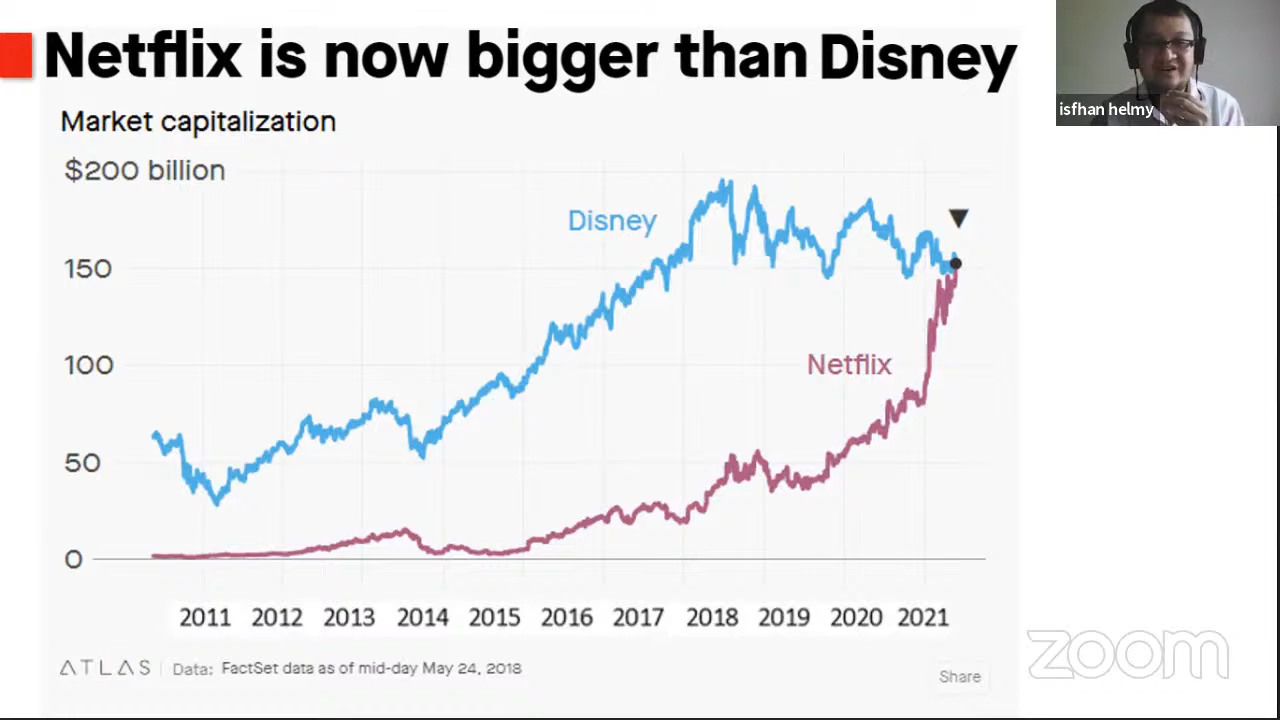 Netflix is now bigger than Disney
Market capitalization
$200 billion
Disney
150
100
Netflix
50
0
2011 2012 2013 2014 2015 2016 2017 2018 2019 2020 2021
ATLAS | Data: FactSet data as of mid-day May 24, 2018
Share
isfhan helmy
zoom